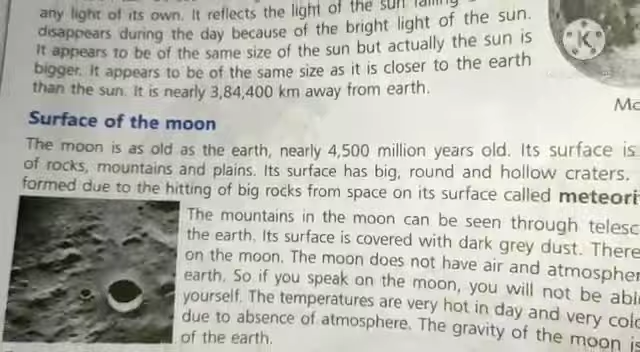 any light of its own. It reflects the light of the sun falling
disappears during the day because of the bright light of the sun.
It appears to be of the same size of the sun but actually the sun is
bigger. It appears to be of the same size as it is closer to the earth
than the sun. It is nearly 3,84,400 km away from earth.
K
Mo
Surface of the moon
The moon is as old as the earth, nearly 4,500 million years old. Its surface is
of rocks, mountains and plains. Its surface has big, round and hollow craters.
formed due to the hitting of big rocks from space on its surface called meteori
The mountains in the moon can be seen through telesc
the earth. Its surface is covered with dark grey dust. There
on the moon. The moon does not have air and atmospher
earth. So if you speak on the moon, you will not be abl
yourself. The temperatures are very hot in day and very cold
due to absence of atmosphere. The gravity of the moon is
of the earth.